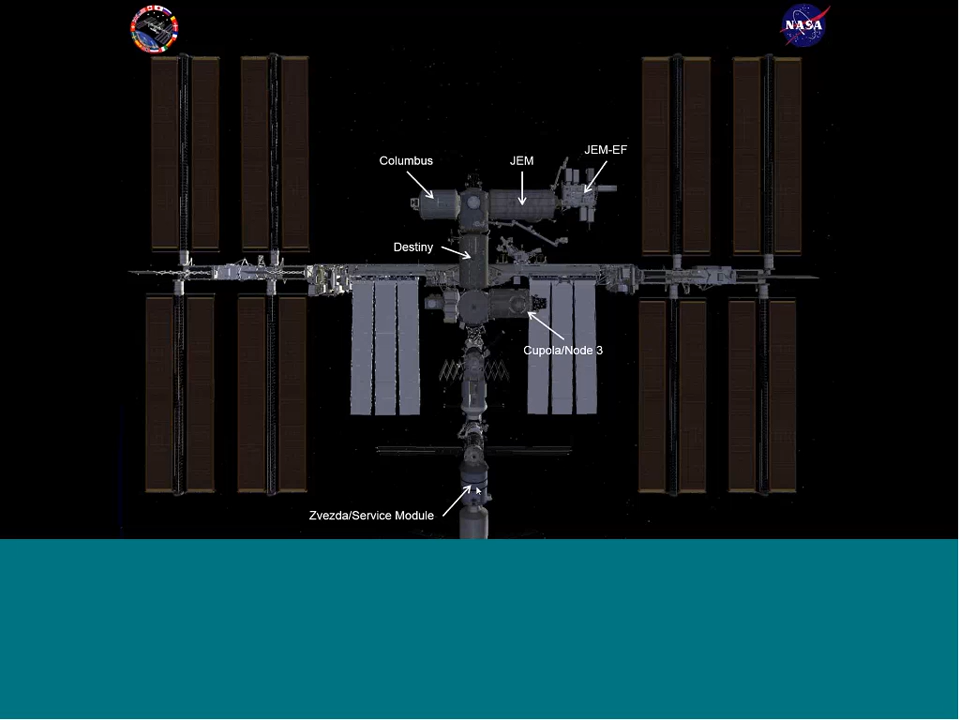 NASA
JEM-EF
Columbus
JEM
Destiny
Cupola/Node 3
Zvezda/Service Module